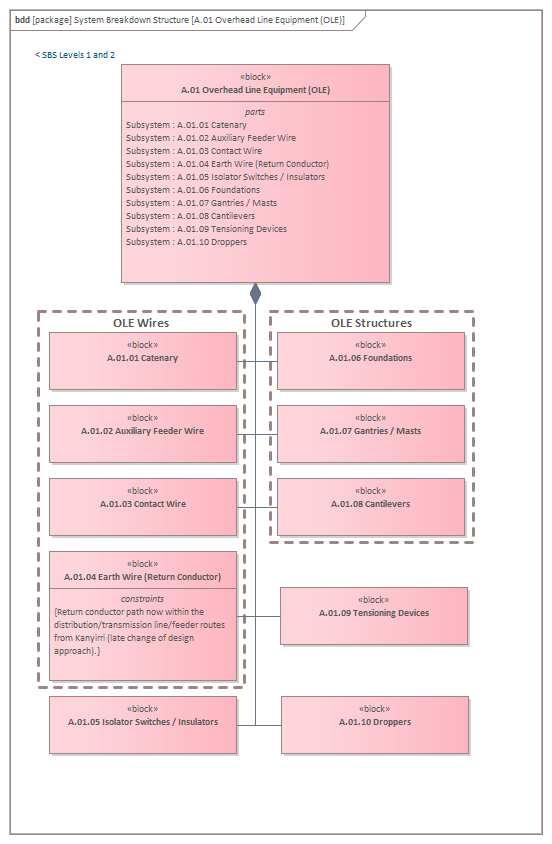 bdd [package] System Breakdown Structure [A.01 Overhead Line Equipment (OLE)]
< SBS Levels 1 and 2
«block»
A.01 Overhead Line Equipment (OLE)
parts
Subsystem : A.01.01 Catenary
Subsystem : A.01.02 Auxiliary Feeder Wire
Subsystem : A.01.03 Contact Wire
Subsystem : A.01.04 Earth Wire (Return Conductor)
Subsystem : A.01.05 Isolator Switches / Insulators
Subsystem : A.01.06 Foundations
Subsystem : A.01.07 Gantries / Masts
Subsystem : A.01.08 Cantilevers
Subsystem : A.01.09 Tensioning Devices
Subsystem : A.01.10 Droppers
OLE Wires
«block»
A.01.01 Catenary
«block»
A.01.02 Auxiliary Feeder Wire
«block»
A.01.03 Contact Wire
«block»
A.01.04 Earth Wire (Return Conductor)
constraints
{Return conductor path now within the
distribution/transmission line/feeder routes
from Kanyirri (late change of design
approach).}
«block»
A.01.05 Isolator Switches / Insulators
OLE Structures
«block»
A.01.06 Foundations
«block»
A.01.07 Gantries / Masts
«block»
A.01.08 Cantilevers
«block»
A.01.09 Tensioning Devices
«block»
A.01.10 Droppers